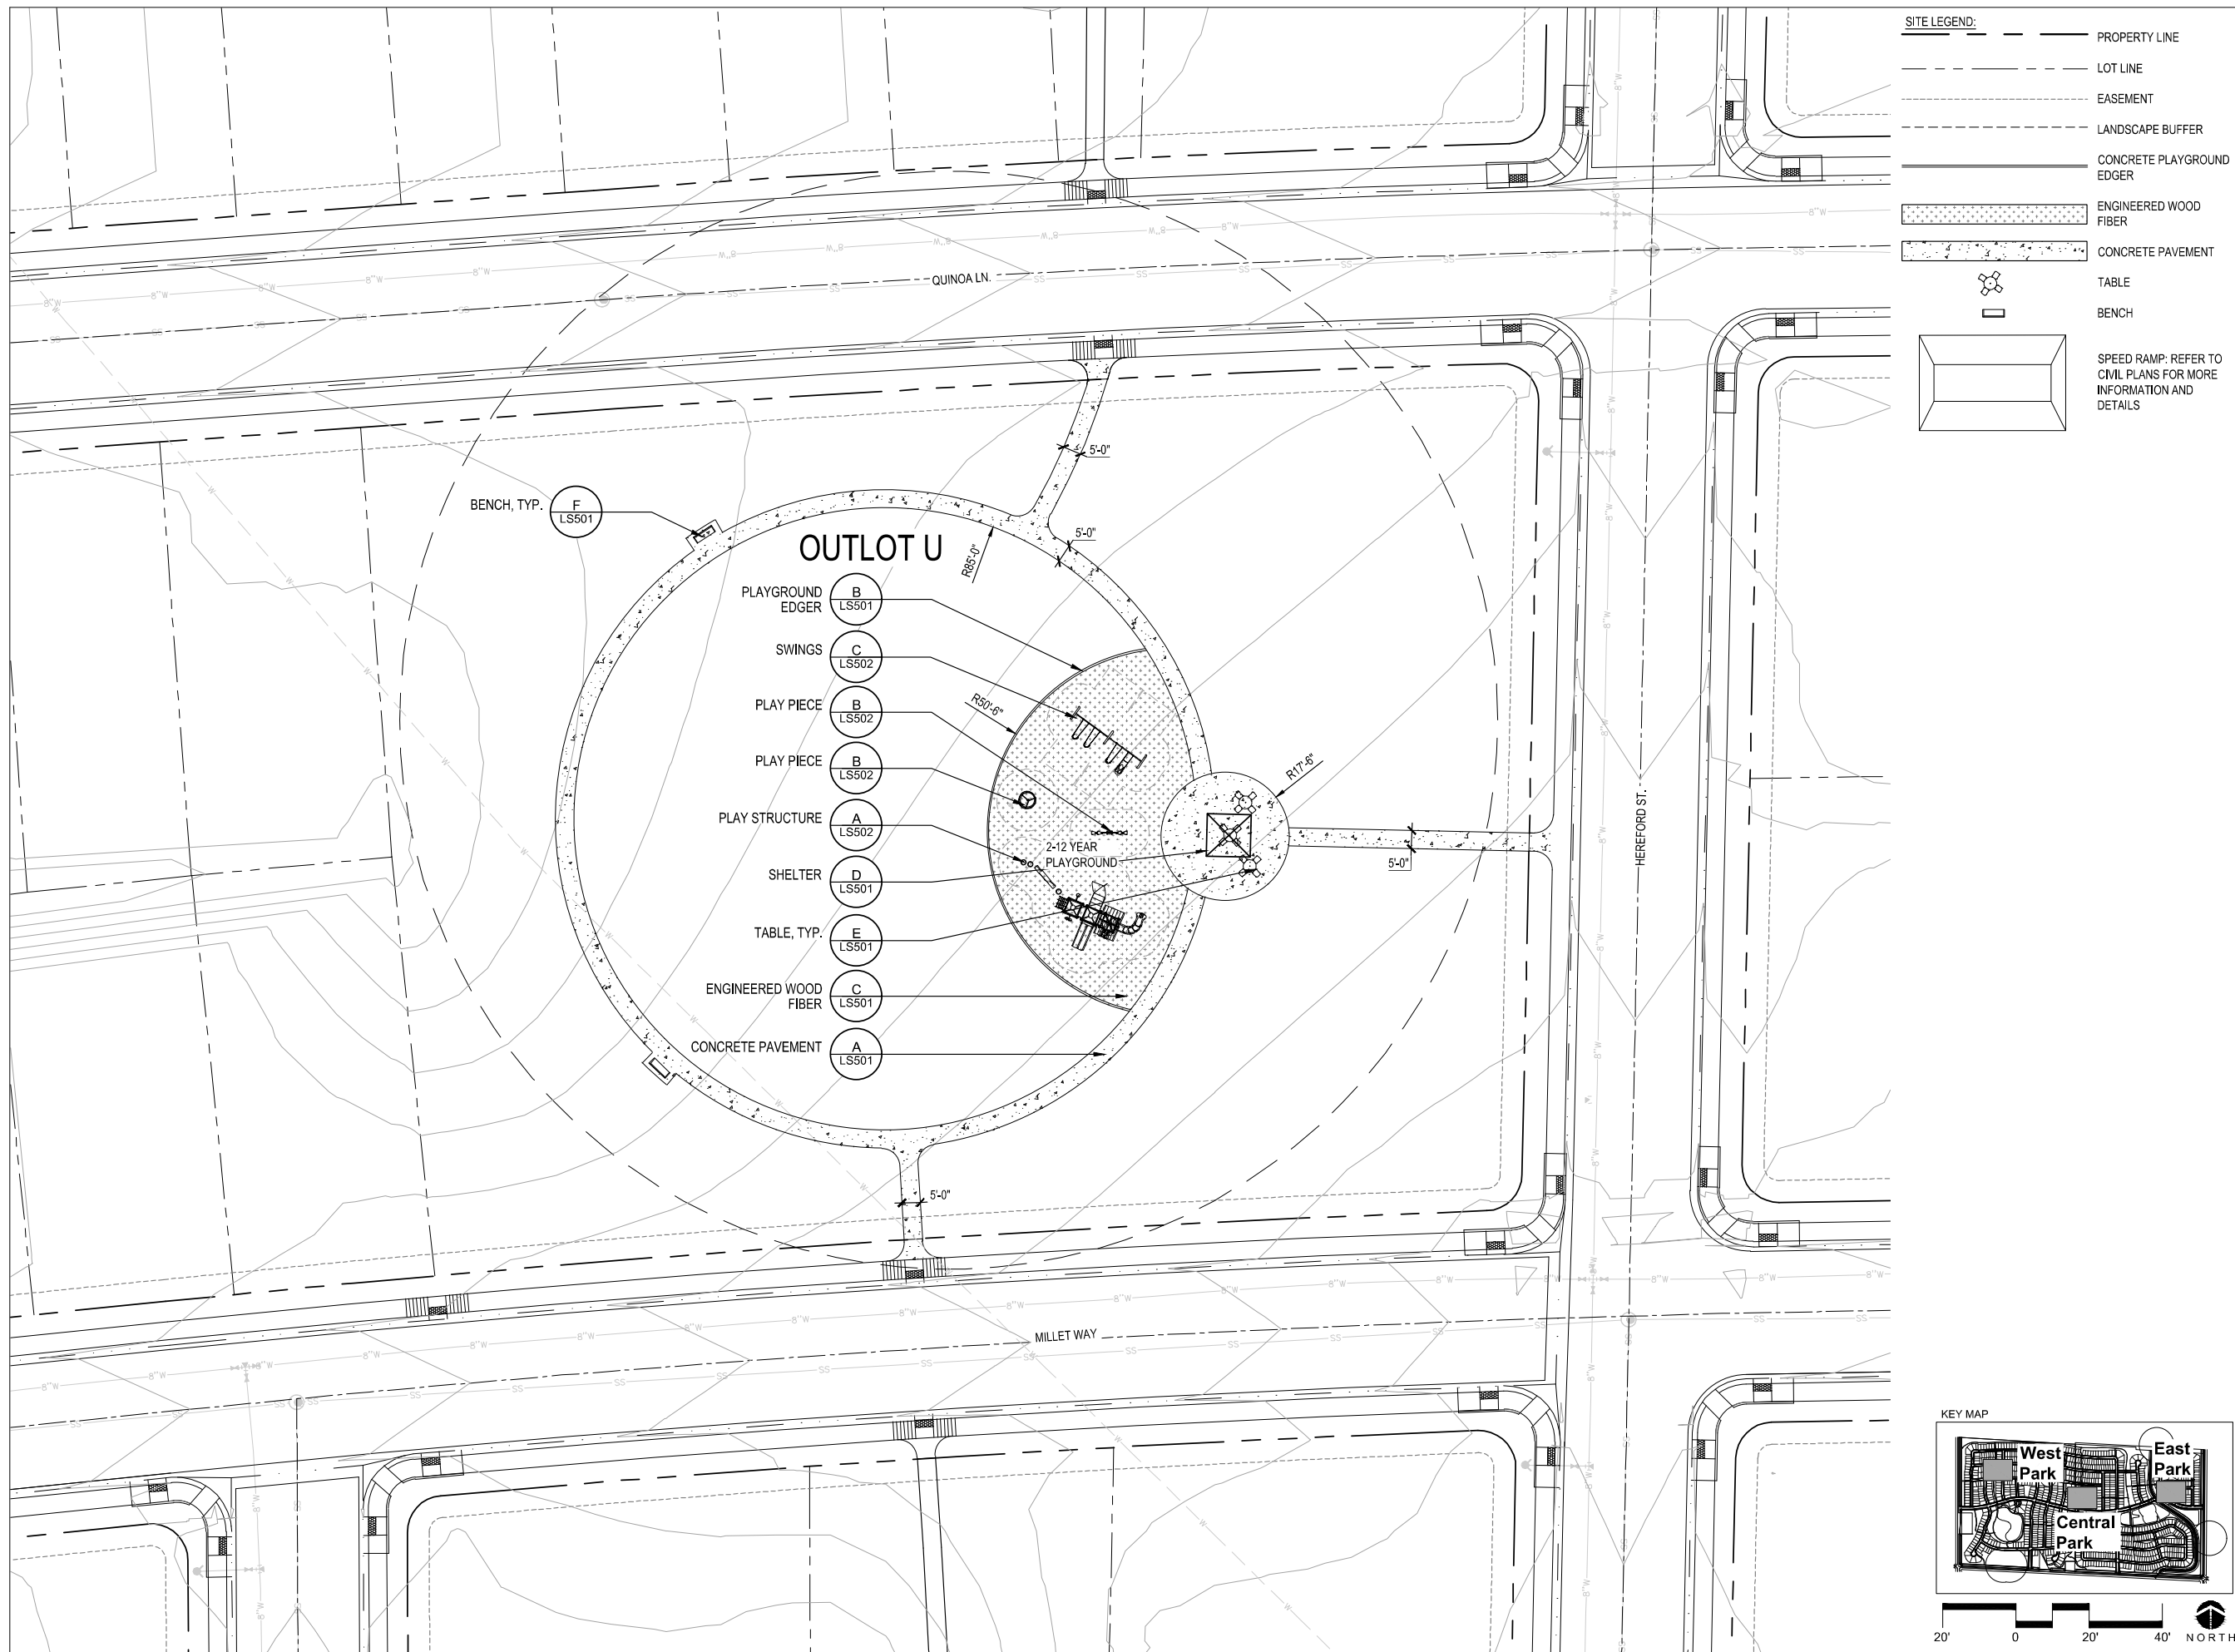 SITE LEGEND:
PROPERTY LINE
LOT LINE
EASEMENT
LANDSCAPE BUFFER
CONCRETE PLAYGROUND
EDGER
ENGINEERED WOOD
FIBER
CONCRETE PAVEMENT
TABLE
BENCH
SPEED RAMP: REFER TO
CIVIL PLANS FOR MORE
INFORMATION AND
DETAILS
QUINOA LN.
5'-0"
BENCH, TYP.
F
LS501
OUTLOT U
R85'-0"
5'-0"
PLAYGROUND
EDGER
B
LS501
SWINGS
C
LS502
PLAY PIECE
B
LS502
R50'-6"
PLAY PIECE
B
LS502
R17'-6"
PLAY STRUCTURE
A
LS502
2-12 YEAR
PLAYGROUND
5'-0"
HEREFORD ST.
SHELTER
D
LS501
TABLE, TYP.
E
LS501
ENGINEERED WOOD
FIBER
C
LS501
CONCRETE PAVEMENT
A
LS501
5'-0"
MILLET WAY
KEY MAP
West
Park
East
Park
Central
Park
20' 0 20' 40'
NORTH